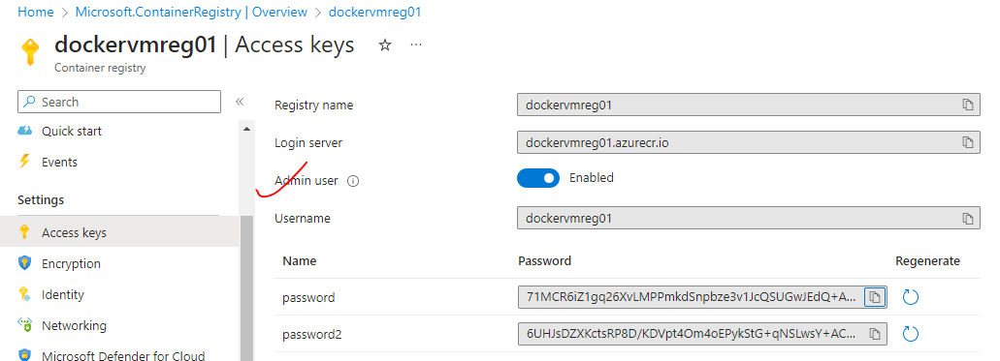 Home > Microsoft.ContainerRegistry | Overview > dockervmreg01
dockervmreg01 | Access keys
Container registry
Search
Quick start
Events
Settings
Access keys
Encryption
Identity
Networking
Microsoft Defender for Cloud
Registry name dockervmreg01
Login server dockervmreg01.azurecr.io
Admin user Enabled
Username dockervmreg01
Name Password Regenerate
password 71MCR6iZ1gq26XvLMPPmkdSnpbze3v1JcQSUGwJEdQ+A...
password2 6UHJsDZXKctsRP8D/KDVpt4Om4oEPykStG+qNSLwsY+AC...